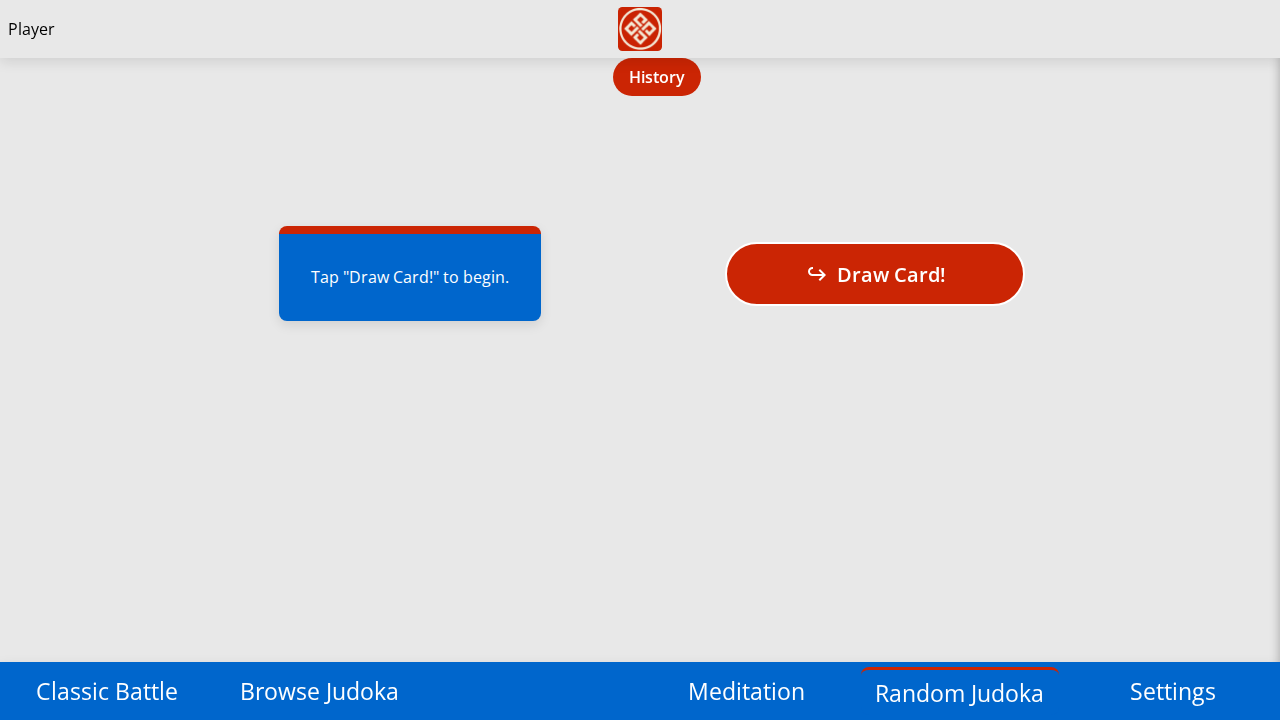 Player
History
Tap "Draw Card!" to begin.
Draw Card!
Classic Battle
Browse Judoka
Meditation
Random Judoka
Settings